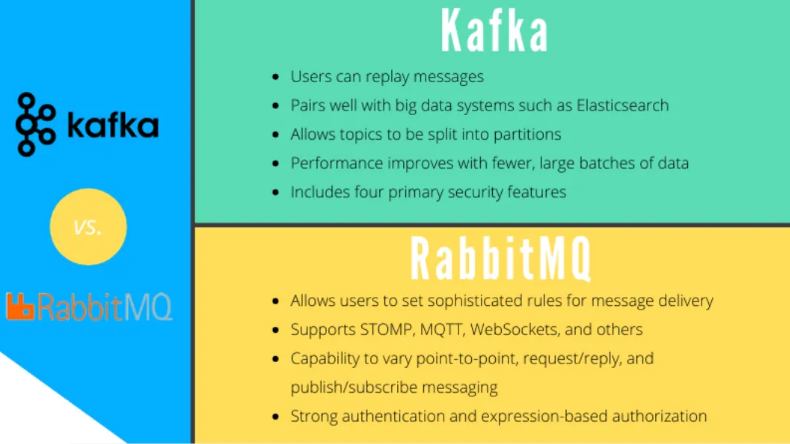 kafka
vs.
RabbitMQ
Kafka
• Users can replay messages
• Pairs well with big data systems such as Elasticsearch
• Allows topics to be split into partitions
• Performance improves with fewer, large batches of data
• Includes four primary security features
RabbitMQ
• Allows users to set sophisticated rules for message delivery
• Supports STOMP, MQTT, WebSockets, and others
• Capability to vary point-to-point, request/reply, and
publish/subscribe messaging
• Strong authentication and expression-based authorization